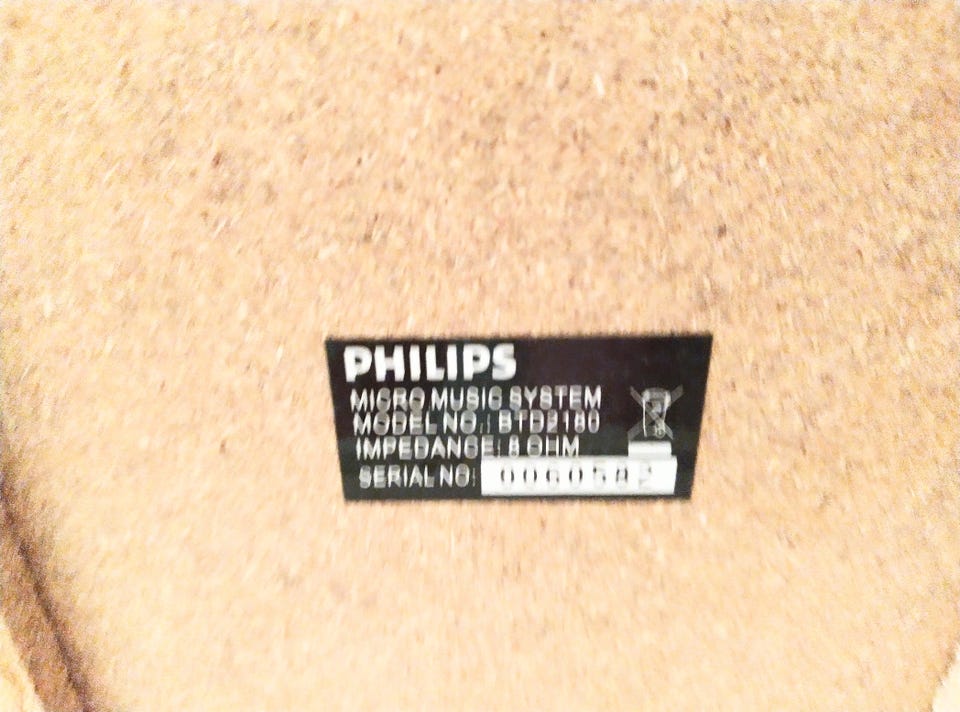 PHILIPS
MICRO MUSIC SYSTEM
MODEL NO.: BTD2180
IMPEDANCE: 8 OHM
SERIAL NO: